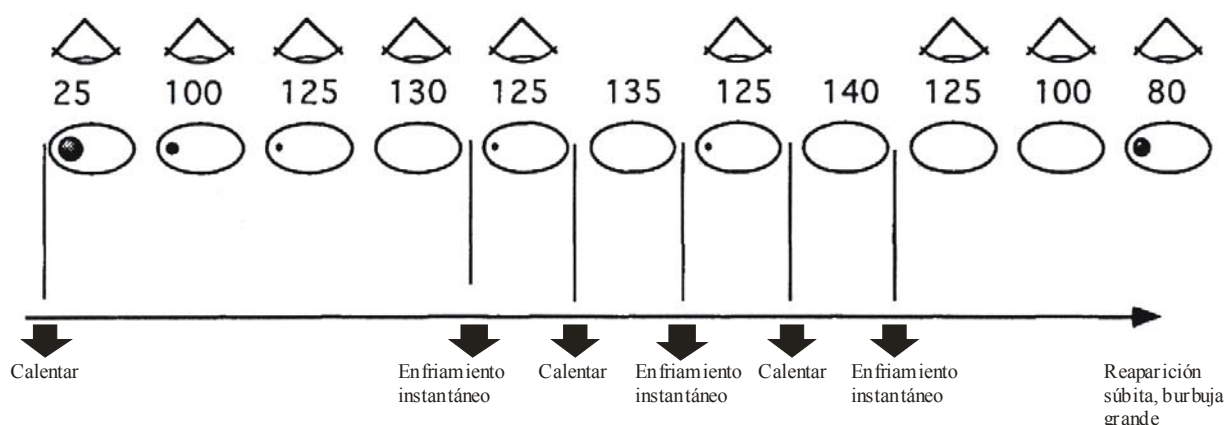 25 100 125 130 125 135 125 140 125 100 80
Calentar
Enfriamiento
instantáneo
Calentar
Enfriamiento
instantáneo
Calentar
Enfriamiento
instantáneo
Reaparición
súbita, burbuja
grande